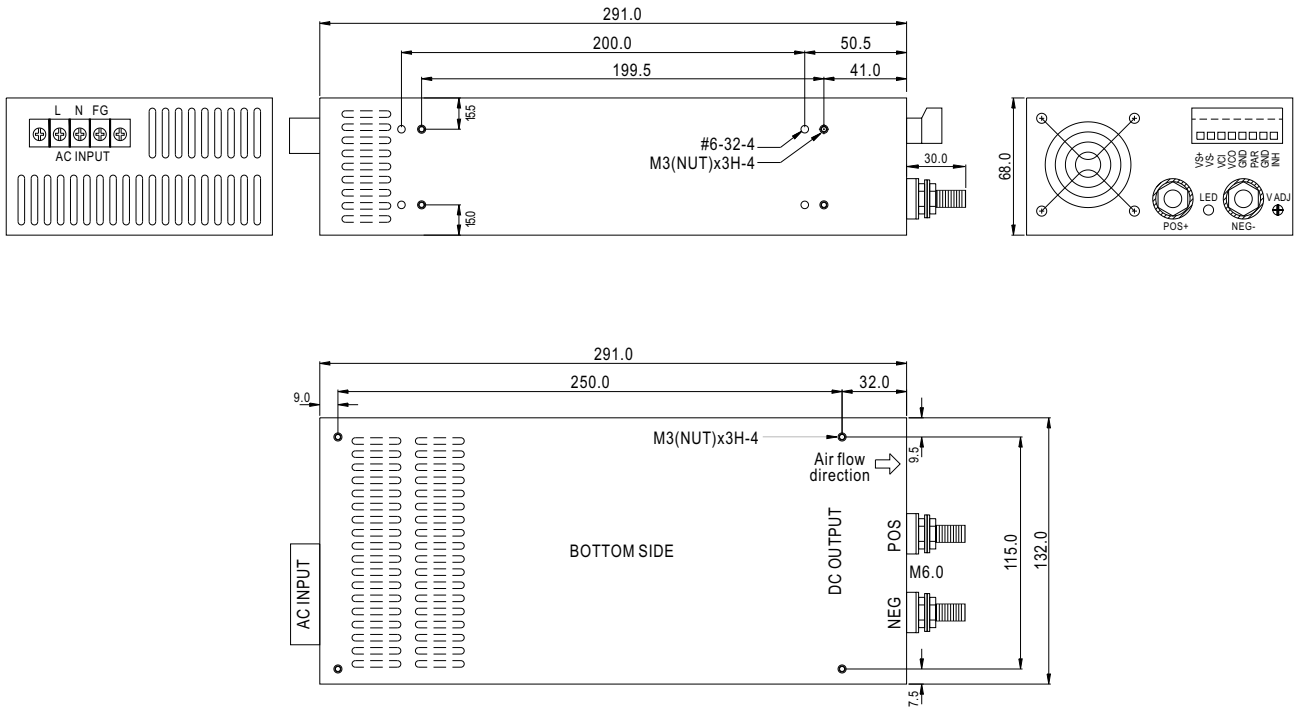 291.0
200.0
50.5
199.5
41.0
L N FG
AC INPUT
15.5
15.0
#6-32-4
M3(NUT)x3H-4
30.0
68.0
VS+
VS-
VCI
VCO
GND
PAR
GND
INH
LED
V ADJ
POS+
NEG-
291.0
250.0
32.0
9.0
M3(NUT)x3H-4
Air flow
direction
9.5
BOTTOM SIDE
AC INPUT
DC OUTPUT
POS
M6.0
NEG
115.0
132.0
7.5